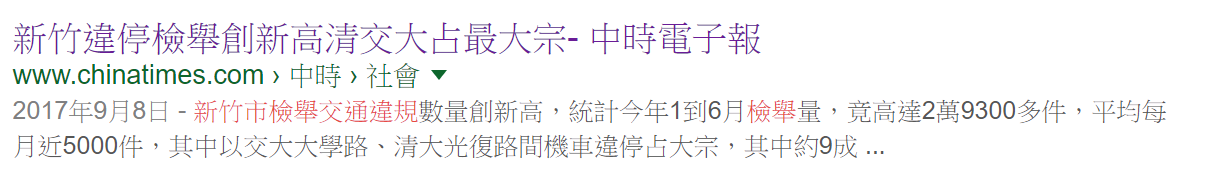 新竹違停檢舉創新高清交大占最大宗- 中時電子報
www.chinatimes.com › 中時 › 社會
2017年9月8日 - 新竹市檢舉交通違規數量創新高，統計今年1到6月檢舉量，竟高達2萬9300多件，平均每
月近5000件，其中以交大大學路、清大光復路間機車違停占大宗，其中約9成 ...